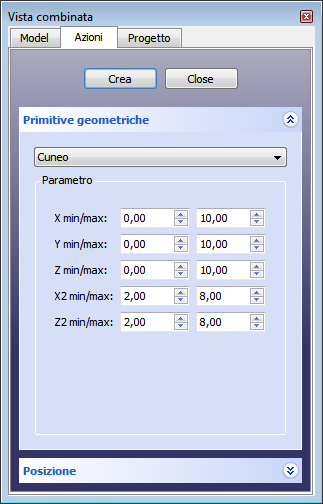 Vista combinata
Model Azioni Progetto
Crea Close
Primitive geometriche
Cuneo
Parametro
X min/max: 0,00 10,00
Y min/max: 0,00 10,00
Z min/max: 0,00 10,00
X2 min/max: 2,00 8,00
Z2 min/max: 2,00 8,00
Posizione